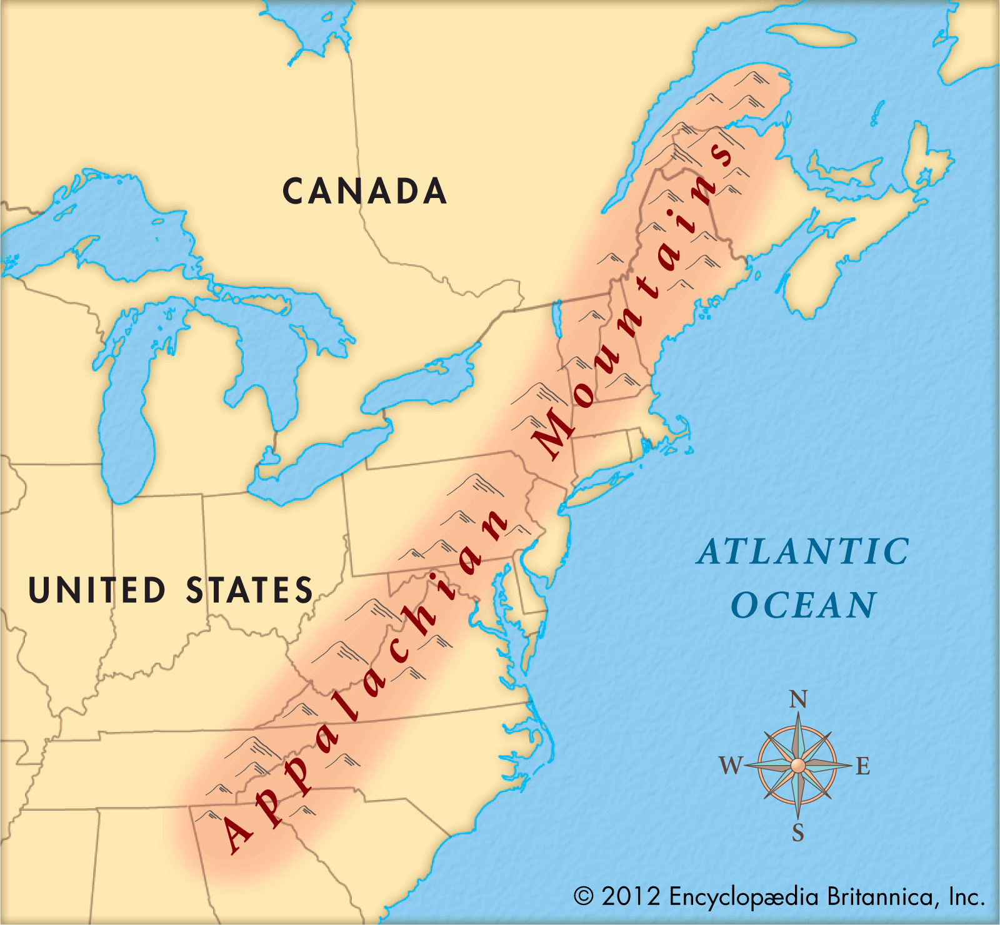 CANADA
UNITED STATES
Appalachian Mountains
ATLANTIC
OCEAN
N
W E
S
© 2012 Encyclopædia Britannica, Inc.